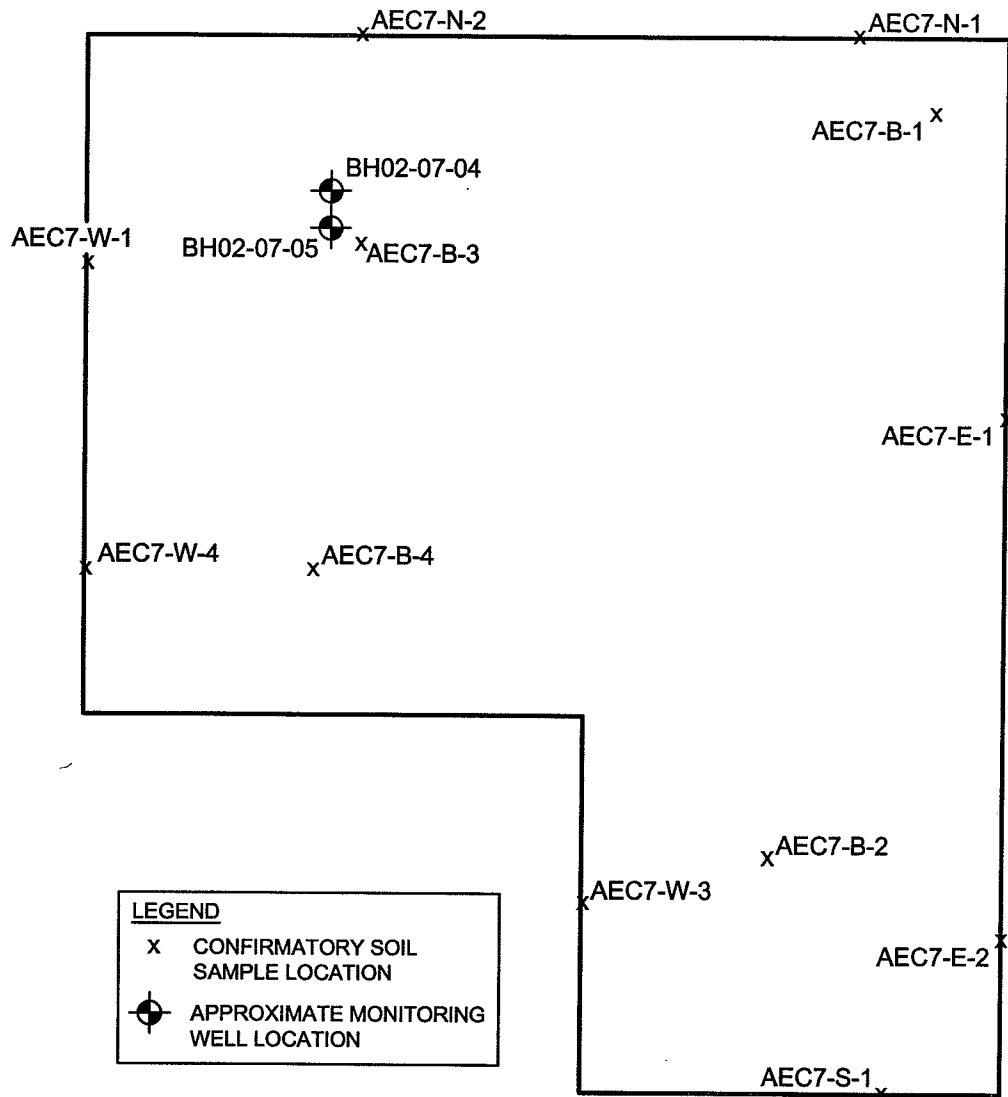 AEC7-N-2
AEC7-N-1
AEC7-B-1
BH02-07-04
AEC7-W-1
BH02-07-05
AEC7-B-3
AEC7-E-1
AEC7-W-4
AEC7-B-4
AEC7-B-2
AEC7-W-3
AEC7-E-2
AEC7-S-1
LEGEND
x CONFIRMATORY SOIL
SAMPLE LOCATION
APPROXIMATE MONITORING
WELL LOCATION